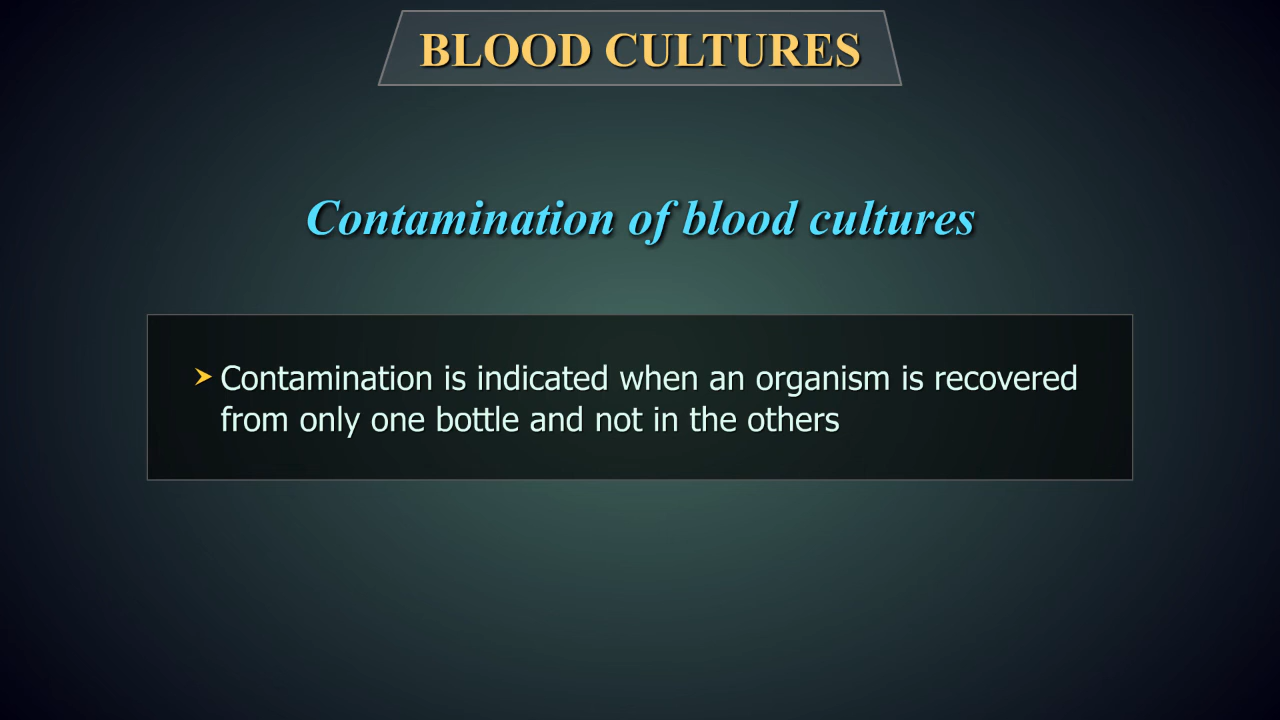 BLOOD CULTURES
Contamination of blood cultures
➤ Contamination is indicated when an organism is recovered
from only one bottle and not in the others